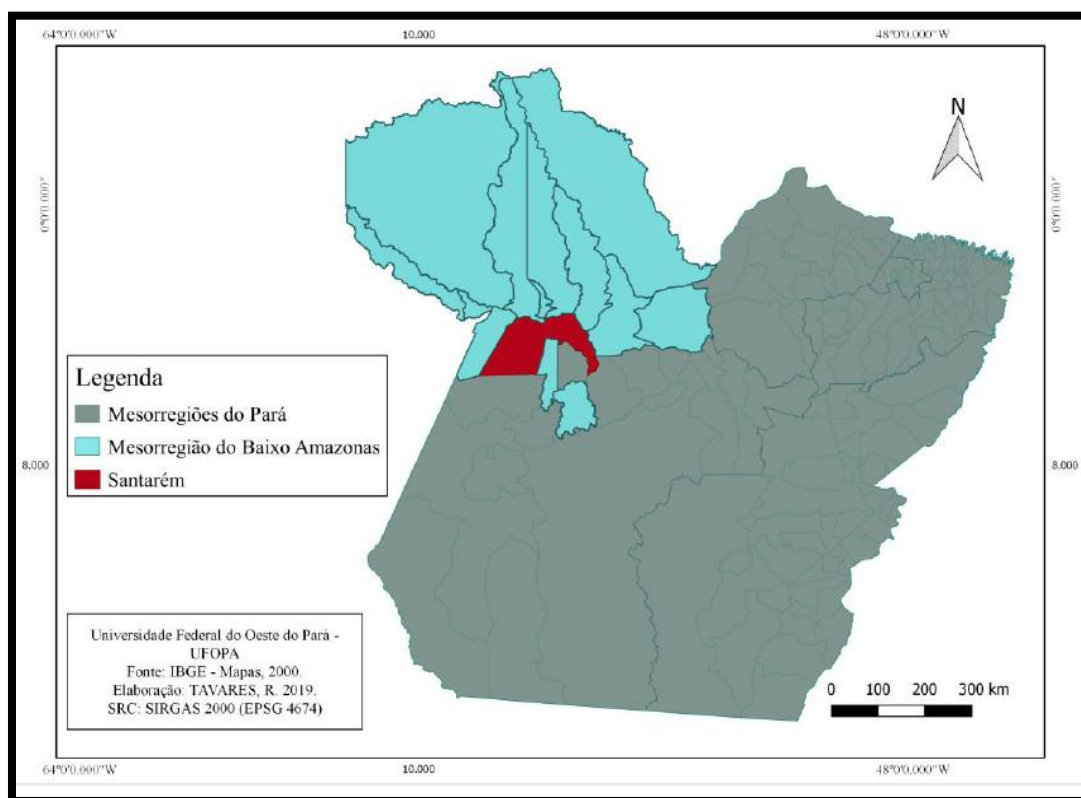 64°0'0.000"W 10.000 48°0'0.000"W
N
0°0'0.000" 0°0'0.000"
Legenda
Mesorregiões do Pará
Mesorregião do Baixo Amazonas
Santarém
8.000 8.000
Universidade Federal do Oeste do Pará -
UFOPA
Fonte: IBGE - Mapas, 2000.
Elaboração: TAVARES, R. 2019.
SRC: SIRGAS 2000 (EPSG 4674)
0 100 200 300 km
64°0'0.000"W 10.000 48°0'0.000"W